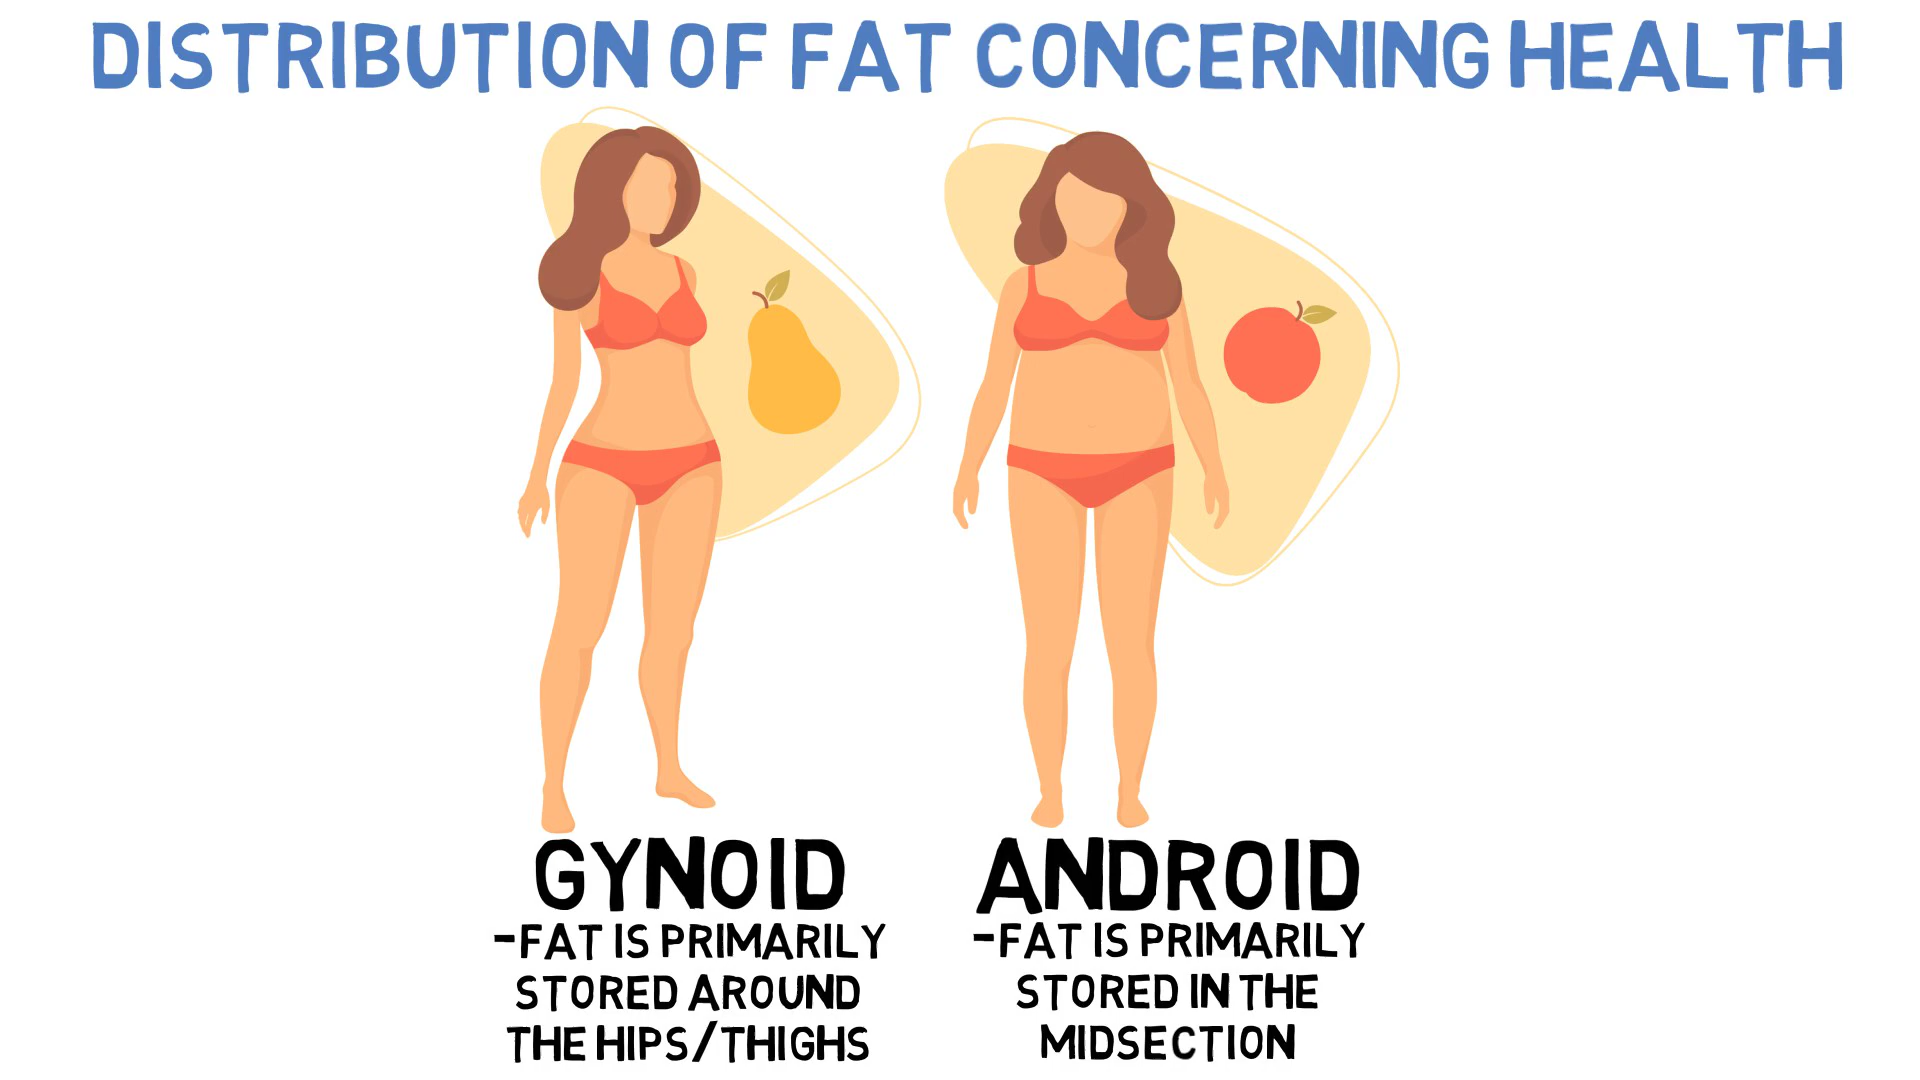 DISTRIBUTION OF FAT CONCERNING HEALTH
GYNOID
-FAT IS PRIMARILY
STORED AROUND
THE HIPS/THIGHS
ANDROID
-FAT IS PRIMARILY
STORED IN THE
MIDSECTION